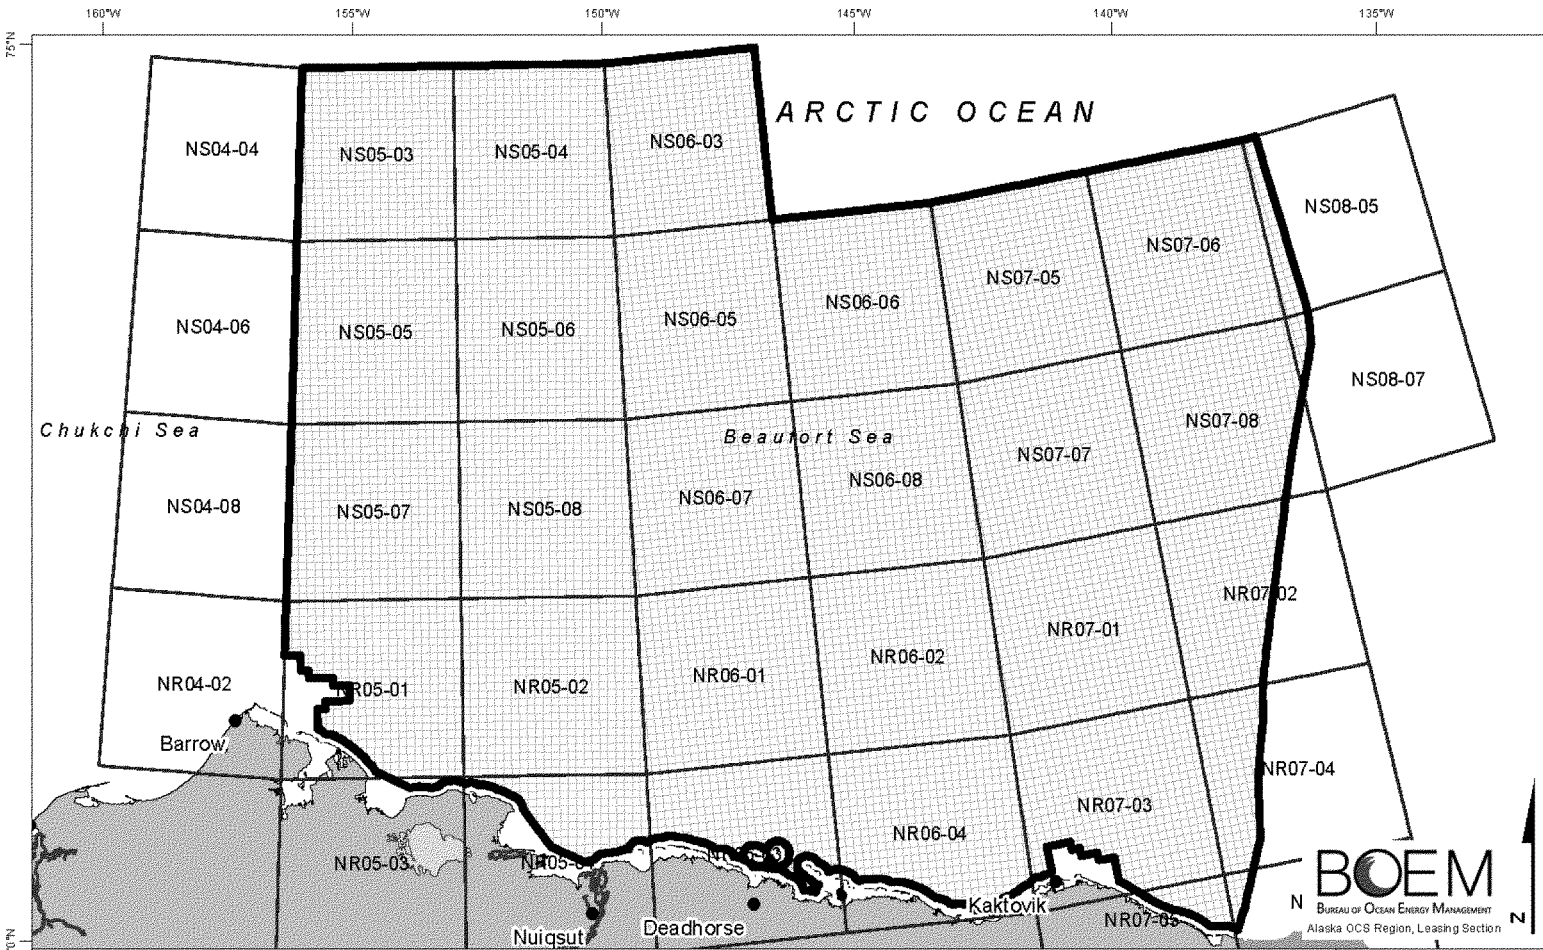 160°W 155°W 150°W 145°W 140°W 135°W
75°N
ARCTIC OCEAN
NS04-04 NS05-03 NS05-04 NS06-03
NS08-05
NS07-06
NS07-05
NS04-06 NS05-05 NS05-06 NS06-05 NS06-06
NS08-07
NS07-08
Chukchi Sea
Beaufort Sea
NS07-07
NS04-08 NS05-07 NS05-08 NS06-07 NS06-08
NR07-02
NR07-01
NR04-02 NR05-01 NR05-02 NR06-01 NR06-02
Barrow
NR07-04
NR07-03
NR06-04
NR05-03
Kaktovik
NR07-05
Deadhorse
Nuiqsut
N
BOEM
BUREAU OF OCEAN ENERGY MANAGEMENT
Alaska OCS Region, Leasing Section
N